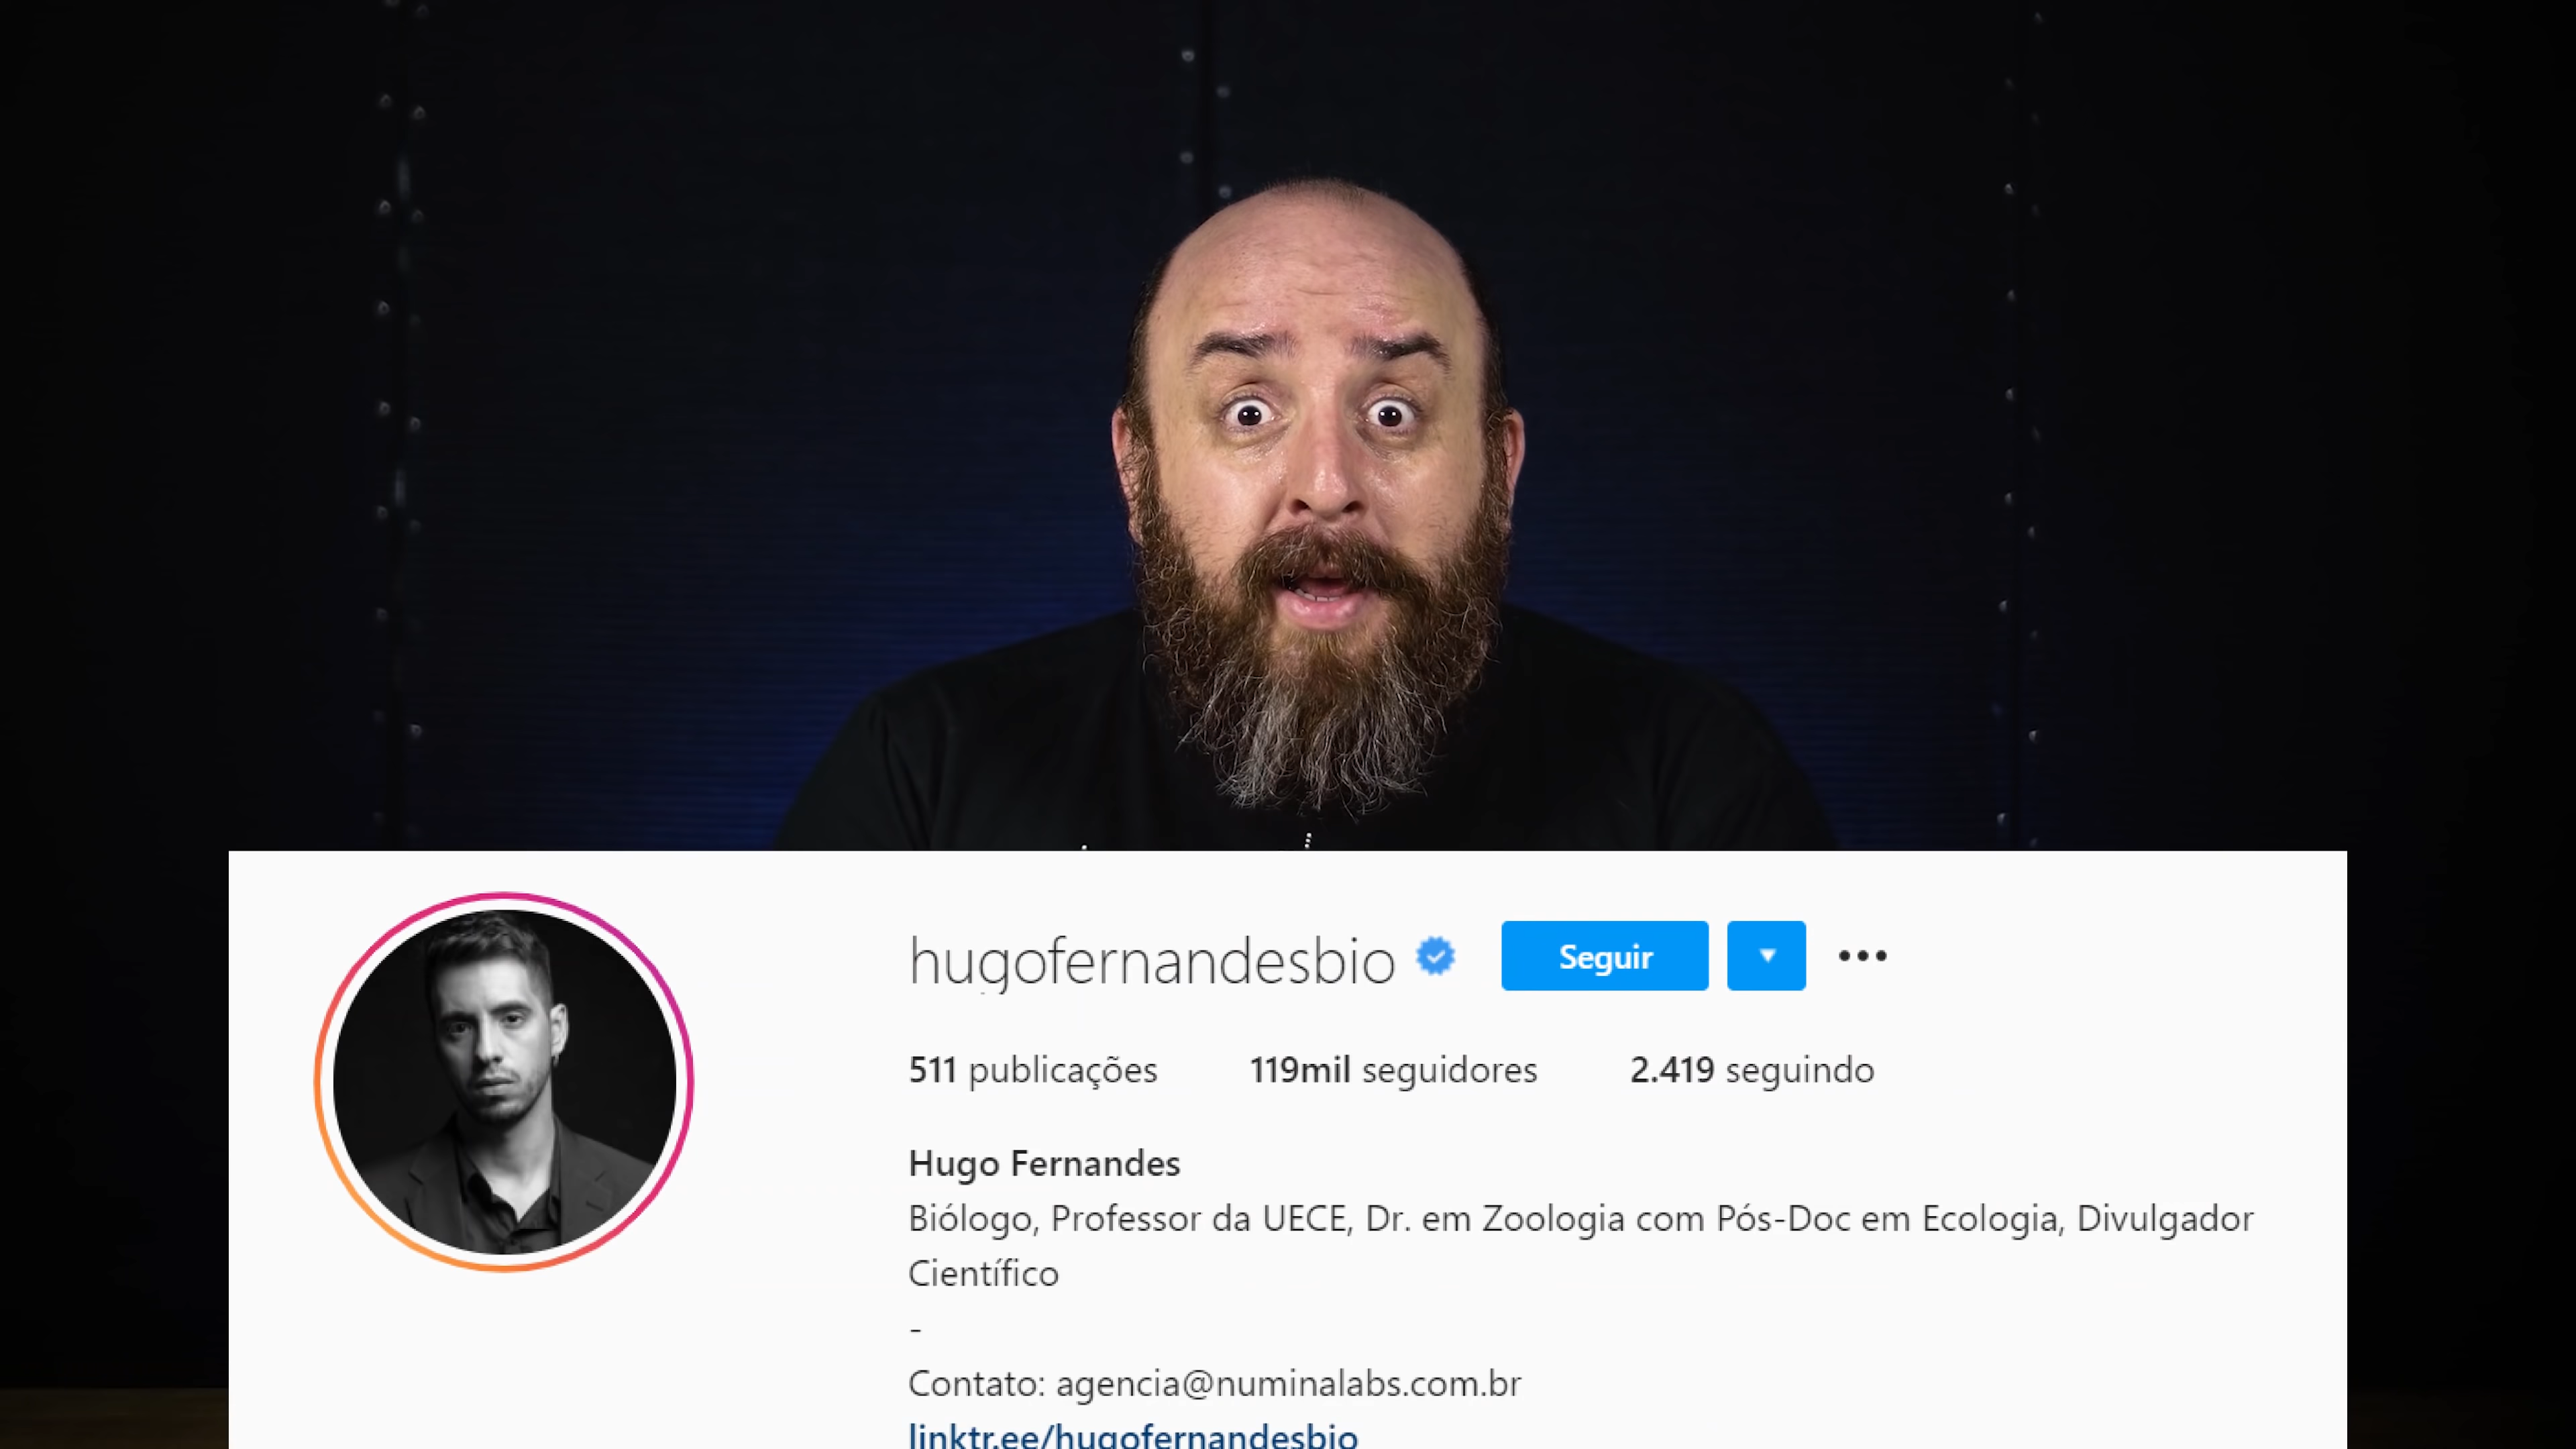 hugofernandesbio Seguir
511 publicações 119mil seguidores 2.419 seguindo
Hugo Fernandes
Biólogo, Professor da UECE, Dr. em Zoologia com Pós-Doc em Ecologia, Divulgador
Científico
-
Contato: agencia@numinalabs.com.br
linktr.ee/hugofernandesbio